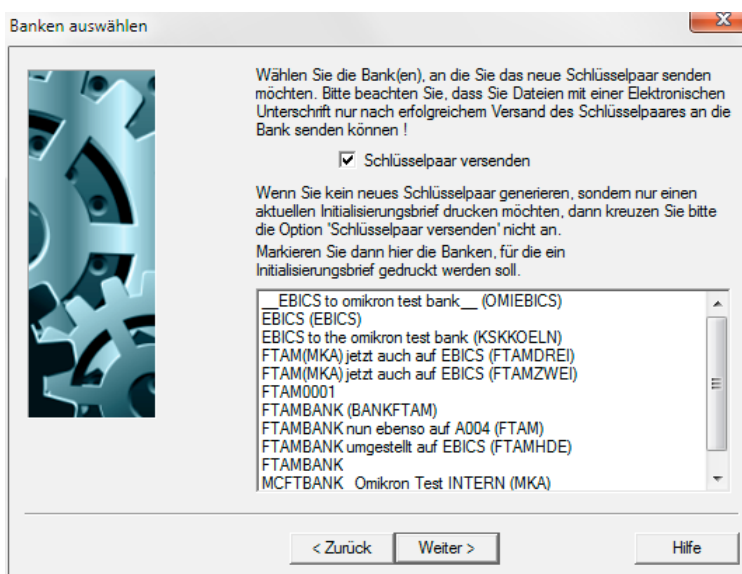 Banken auswählen
Wählen Sie die Bank(en), an die Sie das neue Schlüsselpaar senden
möchten. Bitte beachten Sie, dass Sie Dateien mit einer Elektronischen
Unterschrift nur nach erfolgreichem Versand des Schlüsselpaares an die
Bank senden können !
Schlüsselpaar versenden
Wenn Sie kein neues Schlüsselpaar generieren, sondern nur einen
aktuellen Initialisierungsbrief drucken möchten, dann kreuzen Sie bitte
die Option 'Schlüsselpaar versenden' nicht an.
Markieren Sie dann hier die Banken, für die ein
Initialisierungsbrief gedruckt werden soll.
__EBICS to omikron test bank__ (OMIEBICS)
EBICS (EBICS)
EBICS to the omikron test bank (KSKKOELN)
FTAM(MKA) jetzt auch auf EBICS (FTAMDREI)
FTAM(MKA) jetzt auch auf EBICS (FTAMZWEI)
FTAM0001
FTAMBANK (BANKFTAM)
FTAMBANK nun ebenso auf A004 (FTAM)
FTAMBANK umgestellt auf EBICS (FTAMHDE)
FTAMBANK
MCFTBANK Omikron Test INTERN (MKA)
< Zurück Weiter > Hilfe